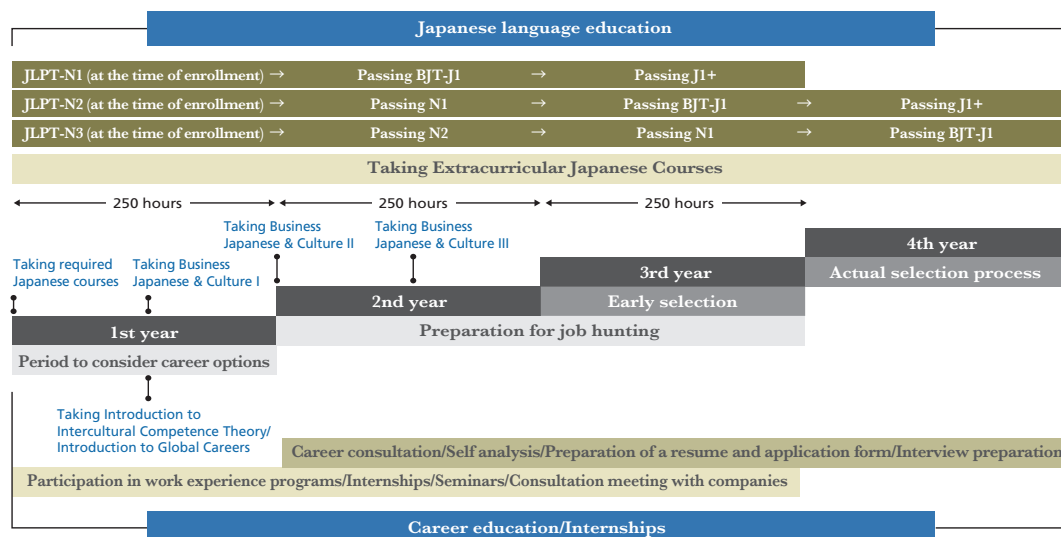 Japanese language education
JLPT-N1 (at the time of enrollment) → Passing BJT-J1 → Passing J1+
JLPT-N2 (at the time of enrollment) → Passing N1 → Passing BJT-J1 → Passing J1+
JLPT-N3 (at the time of enrollment) → Passing N2 → Passing N1 → Passing BJT-J1
Taking Extracurricular Japanese Courses
250 hours 250 hours 250 hours
Taking Business
Japanese & Culture II
Taking Business
Japanese & Culture III
4th year
Actual selection process
Taking required
Japanese courses
Taking Business
Japanese & Culture I
3rd year
Early selection
2nd year
Preparation for job hunting
1st year
Period to consider career options
Taking Introduction to
Intercultural Competence Theory/
Introduction to Global Careers
Career consultation/Self analysis/Preparation of a resume and application form/Interview preparation
Participation in work experience programs/Internships/Seminars/Consultation meeting with companies
Career education/Internships